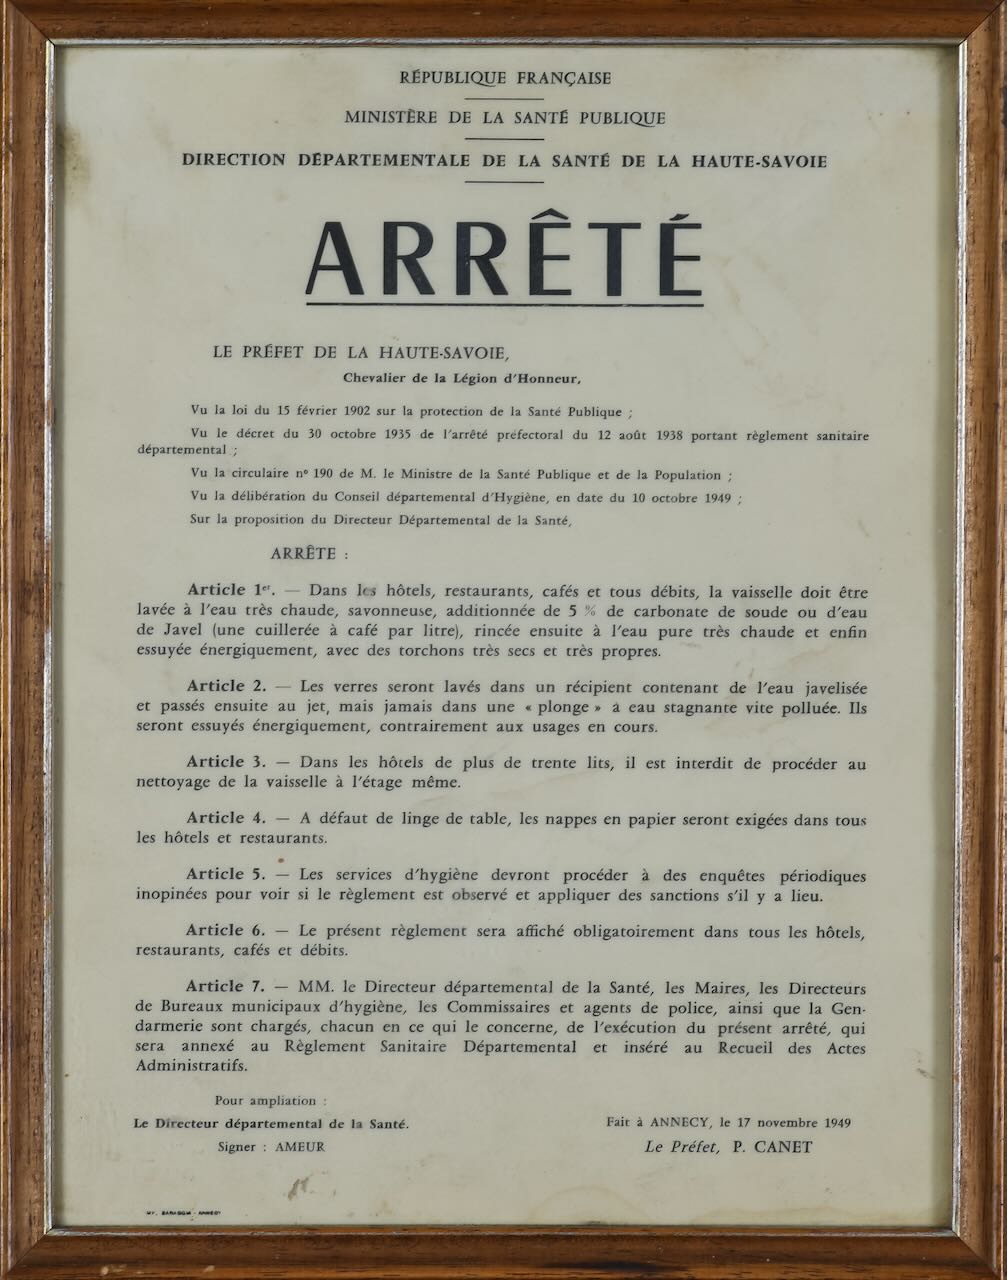 RÉPUBLIQUE FRANÇAISE
MINISTÈRE DE LA SANTÉ PUBLIQUE
DIRECTION DÉPARTEMENTALE DE LA SANTÉ DE LA HAUTE-SAVOIE
ARRÊTÉ
LE PRÉFET DE LA HAUTE-SAVOIE,
Chevalier de la Légion d'Honneur,
Vu la loi du 15 février 1902 sur la protection de la Santé Publique ;
Vu le décret du 30 octobre 1935 de l'arrêté préfectoral du 12 août 1938 portant règlement sanitaire
départemental ;
Vu la circulaire nº 190 de M. le Ministre de la Santé Publique et de la Population ;
Vu la délibération du Conseil départemental d'Hygiène, en date du 10 octobre 1949 ;
Sur la proposition du Directeur Départemental de la Santé,
ARRÊTE :
Article 1er. — Dans les hôtels, restaurants, cafés et tous débits, la vaisselle doit être
lavée à l'eau très chaude, savonneuse, additionnée de 5 % de carbonate de soude ou d'eau
de Javel (une cuillerée à café par litre), rincée ensuite à l'eau pure très chaude et enfin
essuyée énergiquement, avec des torchons très secs et très propres.
Article 2. — Les verres seront lavés dans un récipient contenant de l'eau javelisée
et passés ensuite au jet, mais jamais dans une « plonge » à eau stagnante vite polluée. Ils
seront essuyés énergiquement, contrairement aux usages en cours.
Article 3. — Dans les hôtels de plus de trente lits, il est interdit de procéder au
nettoyage de la vaisselle à l'étage même.
Article 4. — A défaut de linge de table, les nappes en papier seront exigées dans tous
les hôtels et restaurants.
Article 5. — Les services d'hygiène devront procéder à des enquêtes périodiques
inopinées pour voir si le règlement est observé et appliquer des sanctions s'il y a lieu.
Article 6. — Le présent règlement sera affiché obligatoirement dans tous les hôtels,
restaurants, cafés et débits.
Article 7. — MM. le Directeur départemental de la Santé, les Maires, les Directeurs
de Bureaux municipaux d'hygiène, les Commissaires et agents de police, ainsi que la Gen-
darmerie sont chargés, chacun en ce qui le concerne, de l'exécution du présent arrêté, qui
sera annexé au Règlement Sanitaire Départemental et inséré au Recueil des Actes
Administratifs.
Pour ampliation :
Le Directeur départemental de la Santé.
Signer : AMEUR
Fait à ANNECY, le 17 novembre 1949
Le Préfet, P. CANET
ANNECY